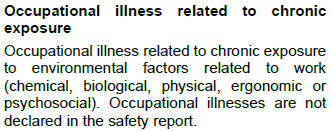 Occupational illness related to chronic
exposure
Occupational illness related to chronic exposure
to environmental factors related to work
(chemical, biological, physical, ergonomic or
psychosocial). Occupational illnesses are not
declared in the safety report.